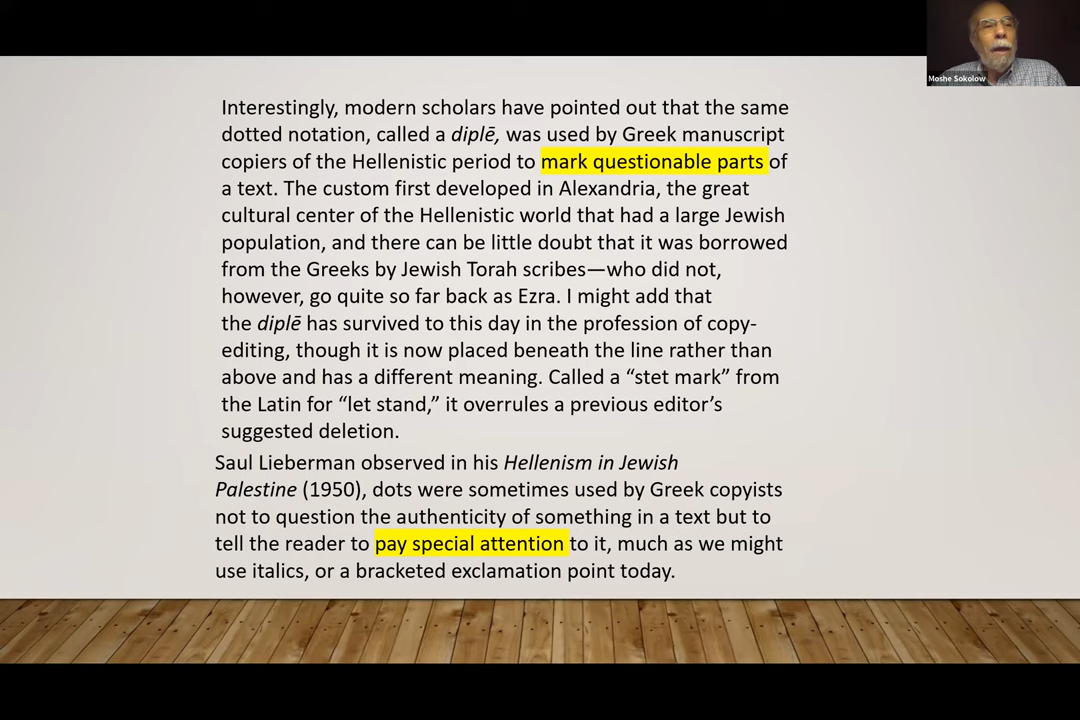 Moshe Sokolow
Interestingly, modern scholars have pointed out that the same
dotted notation, called a diplē, was used by Greek manuscript
copiers of the Hellenistic period to mark questionable parts of
a text. The custom first developed in Alexandria, the great
cultural center of the Hellenistic world that had a large Jewish
population, and there can be little doubt that it was borrowed
from the Greeks by Jewish Torah scribes—who did not,
however, go quite so far back as Ezra. I might add that
the diplē has survived to this day in the profession of copy-
editing, though it is now placed beneath the line rather than
above and has a different meaning. Called a “stet mark” from
the Latin for “let stand,” it overrules a previous editor’s
suggested deletion.
Saul Lieberman observed in his Hellenism in Jewish
Palestine (1950), dots were sometimes used by Greek copyists
not to question the authenticity of something in a text but to
tell the reader to pay special attention to it, much as we might
use italics, or a bracketed exclamation point today.